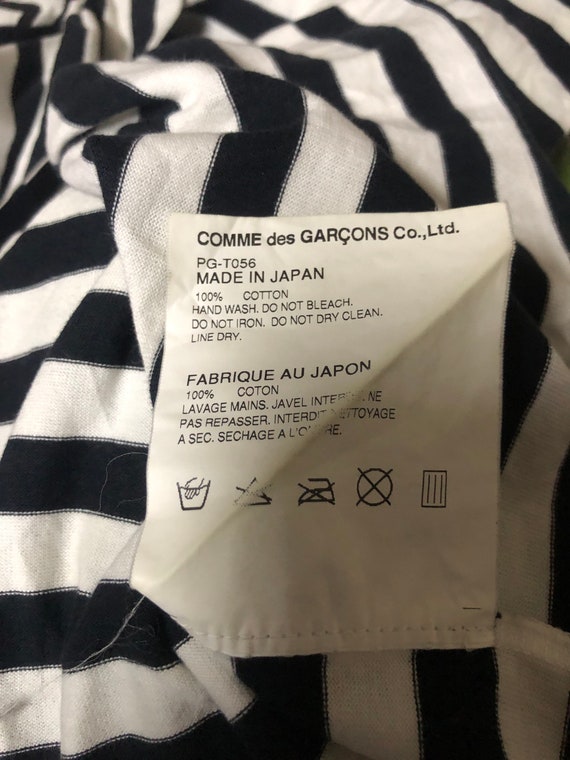 COMME des GARÇONS Co.,Ltd.
PG-T056
MADE IN JAPAN
100% COTTON
HAND WASH. DO NOT BLEACH.
DO NOT IRON. DO NOT DRY CLEAN.
LINE DRY.
FABRIQUE AU JAPON
100% COTON
LAVAGE MAINS. JAVEL NE
PAS REPASSER. INTERDIT NETTOYAGE
A SEC. SECHAGE A